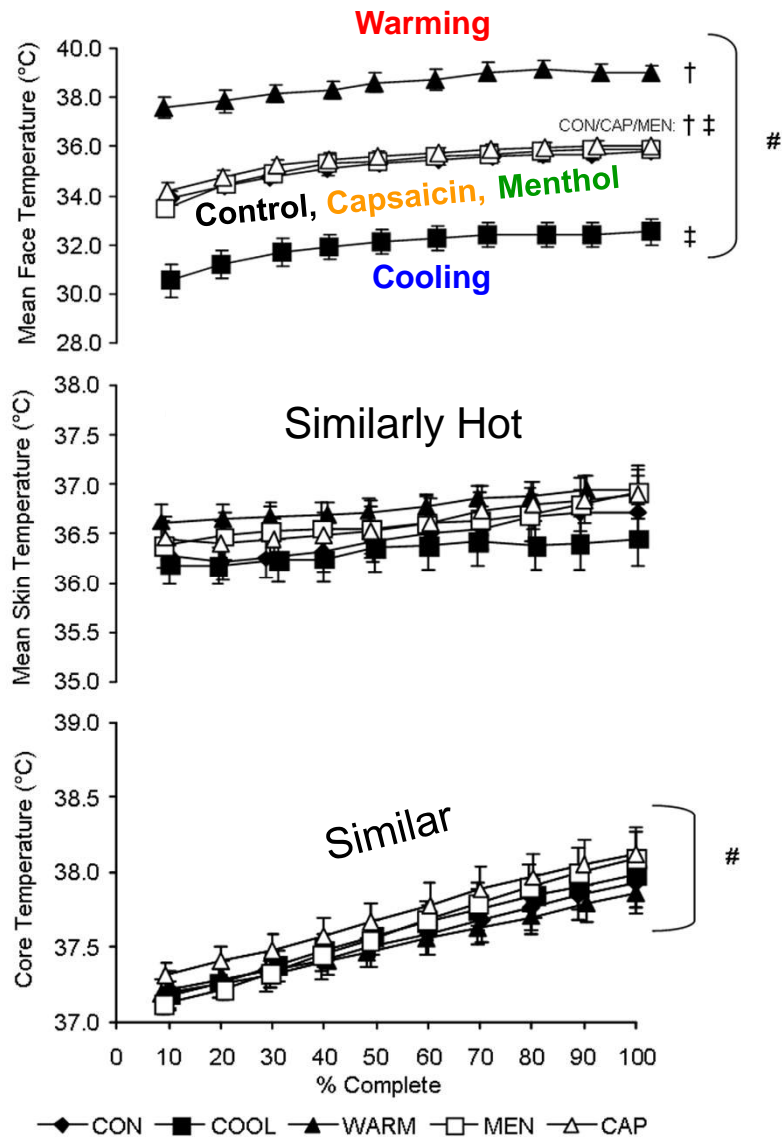 Warming
Mean Face Temperature (°C)
40.0
38.0
36.0
34.0
32.0
30.0
28.0
†
CON/CAP/MEN: † ‡
#
Control, Capsaicin, Menthol
‡
Cooling
Mean Skin Temperature (°C)
38.0
37.5
37.0
36.5
36.0
35.5
35.0
Similarly Hot
Core Temperature (°C)
39.0
38.5
38.0
37.5
37.0
Similar
#
0 10 20 30 40 50 60 70 80 90 100
% Complete
CON COOL WARM MEN CAP